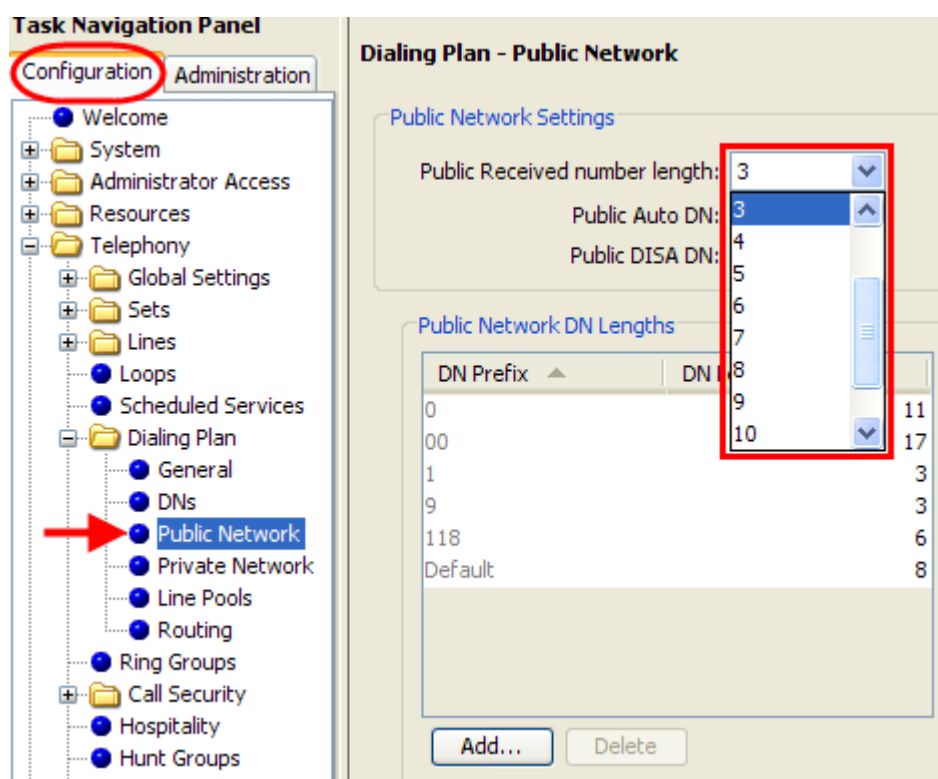 Task Navigation Panel
Configuration
Administration
Welcome
System
Administrator Access
Resources
Telephony
Global Settings
Sets
Lines
Loops
Scheduled Services
Dialing Plan
General
DNs
Public Network
Private Network
Line Pools
Routing
Ring Groups
Call Security
Hospitality
Hunt Groups
Dialing Plan - Public Network
Public Network Settings
Public Received number length: 3
Public Auto DN:
Public DISA DN:
3
4
5
6
7
8
9
10
Public Network DN Lengths
DN Prefix DN
0 11
00 17
1 3
9 3
118 6
Default 8
Add... Delete